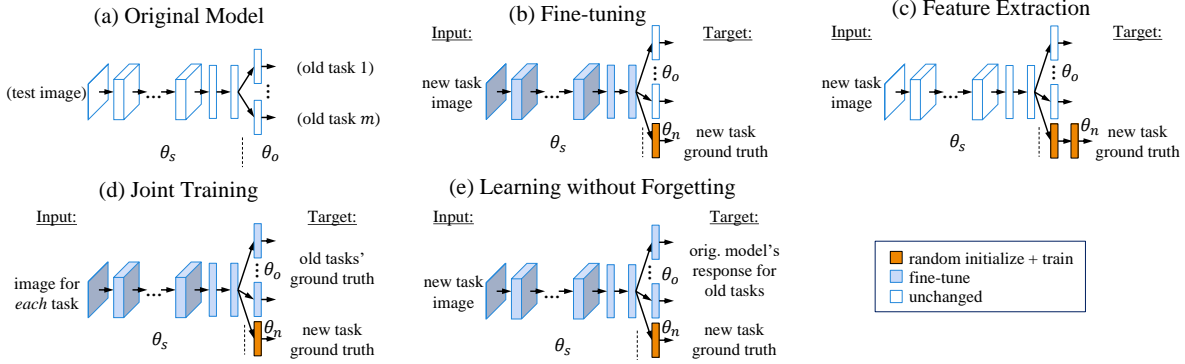 (a) Original Model
(test image)
(old task 1)
(old task m)
θs
θo
(b) Fine-tuning
Input:
Target:
new task
image
θo
θn
new task
ground truth
θs
(c) Feature Extraction
Input:
Target:
new task
image
θo
θn
new task
ground truth
θs
(d) Joint Training
Input:
Target:
image for
each task
old tasks'
ground truth
θo
θn
new task
ground truth
θs
(e) Learning without Forgetting
Input:
Target:
new task
image
orig. model's
response for
old tasks
θo
θn
new task
ground truth
θs
random initialize + train
fine-tune
unchanged